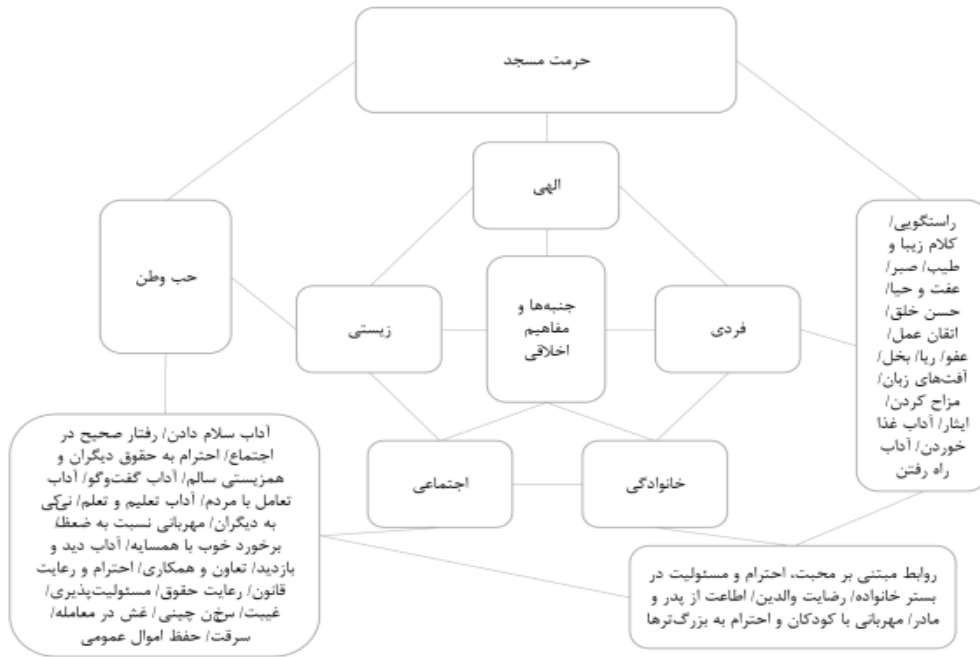 حرمت مسجد
الهی
راستگویی/
کلام زیبا و
طیب/ صبر/
عفت و حیا/
حسن خلق/
اتقان عمل/
عفو/ ریا/ بخل/
آفت‌های زبان/
مزاح کردن/
ایثار/ آداب غذا
خوردن/ آداب
راه رفتن
حب وطن
فردی
جنبه‌ها و
مفاهیم
اخلاقی
زیستی
خانوادگی
اجتماعی
آداب سلام دادن/ رفتار صحیح در
اجتماع/ احترام به حقوق دیگران و
همزیستی سالم/ آداب گفت‌وگو/ آداب
تعامل با مردم/ آداب تعلیم و تعلم/ نیکی
به دیگران/ مهربانی نسبت به ضعفا/
برخورد خوب با همسایه/ آداب دید و
بازدید/ تعاون و همکاری/ احترام و رعایت
قانون/ رعایت حقوق/ مسئولیت‌پذیری/
غیبت/ سخن چینی/ غش در معامله/
سرقت/ حفظ اموال عمومی
روابط مبتنی بر محبت، احترام و مسئولیت در
بستر خانواده/ رضایت والدین/ اطاعت از پدر و
مادر/ مهربانی با کودکان و احترام به بزرگ‌ترها